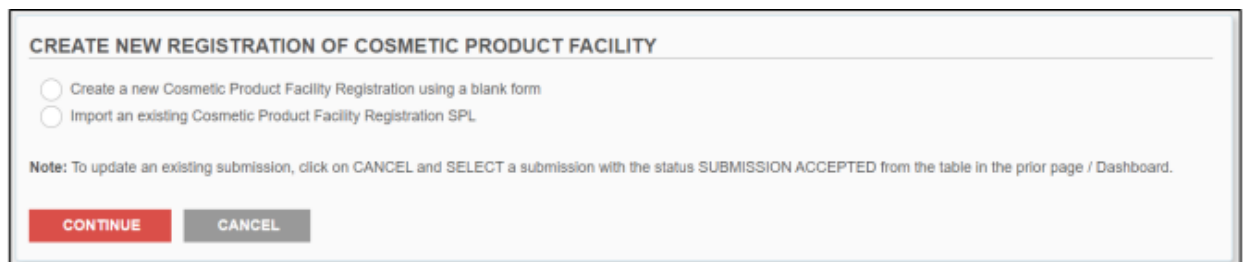 CREATE NEW REGISTRATION OF COSMETIC PRODUCT FACILITY
Create a new Cosmetic Product Facility Registration using a blank form
Import an existing Cosmetic Product Facility Registration SPL
Note: To update an existing submission, click on CANCEL and SELECT a submission with the status SUBMISSION ACCEPTED from the table in the prior page / Dashboard.
CONTINUE CANCEL